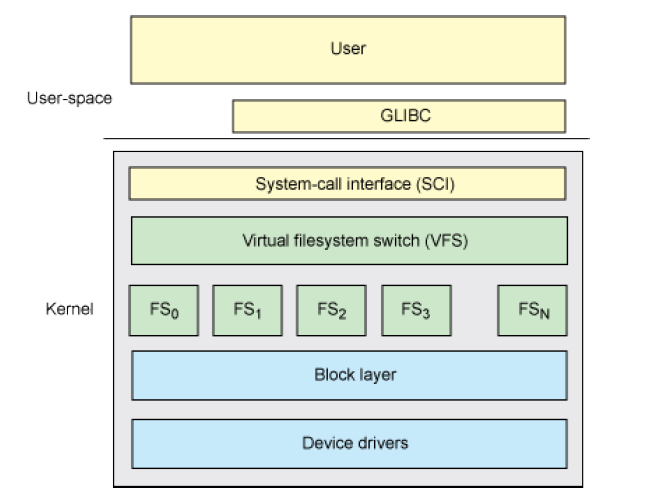 User
User-space
GLIBC
System-call interface (SCI)
Virtual filesystem switch (VFS)
Kernel
FS0 FS1 FS2 FS3 FSN
Block layer
Device drivers